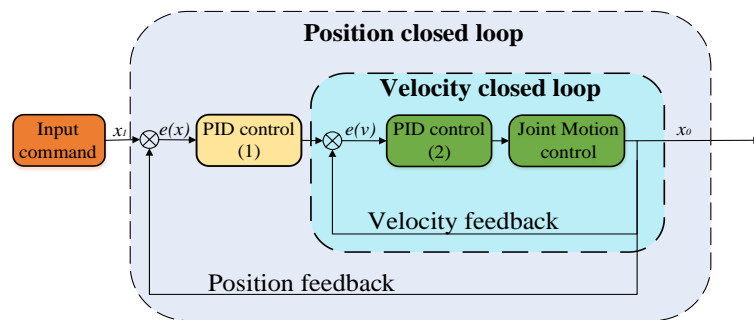 Position closed loop
Velocity closed loop
Input
command
x₁
e(x)
PID control
(1)
e(v)
PID control
(2)
Joint Motion
control
x₀
Velocity feedback
Position feedback